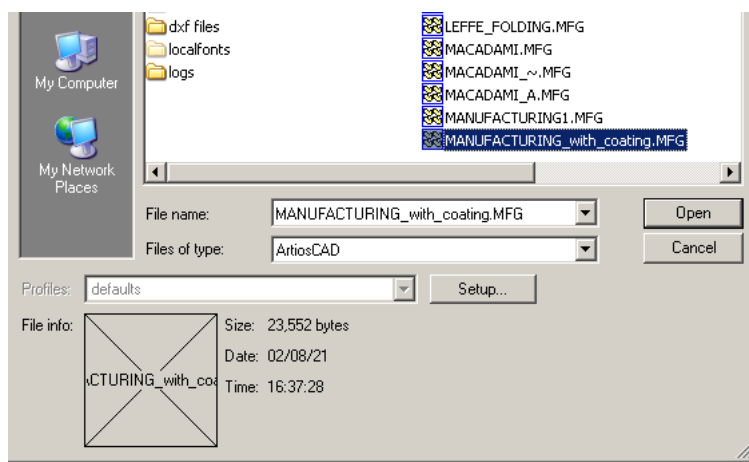 dxf files
localfonts
logs
LEFFE_FOLDING.MFG
MACADAMI.MFG
MACADAMI_~.MFG
MACADAMI_A.MFG
MANUFACTURING1.MFG
MANUFACTURING_with_coating.MFG
My Computer
My Network
Places
File name: MANUFACTURING_with_coating.MFG Open
Files of type: ArtiosCAD Cancel
Profiles: defaults Setup...
File info: Size: 23,552 bytes
Date: 02/08/21
CTURING_with_coa Time: 16:37:28